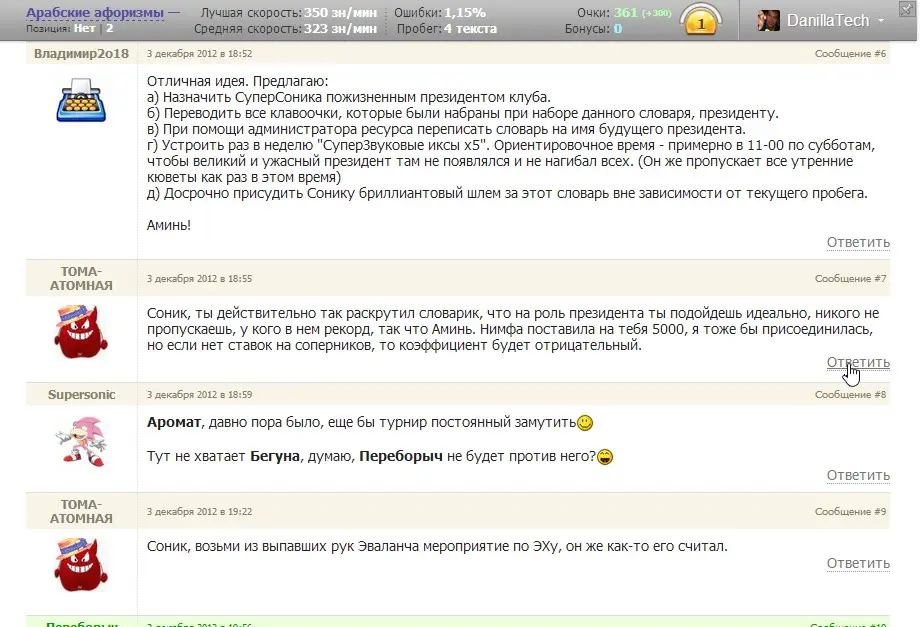 Арабские афоризмы —
Позиция: Нет | 2
Лучшая скорость: 350 зн/мин
Средняя скорость: 323 зн/мин
Ошибки: 1,15%
Пробег: 4 текста
Очки: 361 (+300)
Бонусы: 0
1
DanillaTech
Владимир2о18
3 декабря 2012 в 18:52
Сообщение #6
Отличная идея. Предлагаю:
а) Назначить СуперСоника пожизненным президентом клуба.
б) Переводить все клавоочки, которые были набраны при наборе данного словаря, президенту.
в) При помощи администратора ресурса переписать словарь на имя будущего президента.
г) Устроить раз в неделю "СуперЗвуковые иксы х5". Ориентировочное время - примерно в 11-00 по субботам,
чтобы великий и ужасный президент там не появлялся и не нагибал всех. (Он же пропускает все утренние
кюветы как раз в этом время)
д) Досрочно присудить Сонику бриллиантовый шлем за этот словарь вне зависимости от текущего пробега.
Аминь!
Ответить
ТОМА-
АТОМНАЯ
3 декабря 2012 в 18:55
Сообщение #7
Соник, ты действительно так раскрутил словарик, что на роль президента ты подойдешь идеально, никого не
пропускаешь, у кого в нем рекорд, так что Аминь. Нимфа поставила на тебя 5000, я тоже бы присоединилась,
но если нет ставок на соперников, то коэффициент будет отрицательный.
Ответить
Supersonic
3 декабря 2012 в 18:59
Сообщение #8
Аромат, давно пора было, еще бы турнир постоянный замутить
Тут не хватает Бегуна, думаю, Переборыч не будет против него?
Ответить
ТОМА-
АТОМНАЯ
3 декабря 2012 в 19:22
Сообщение #9
Соник, возьми из выпавших рук Эваланча мероприятие по ЭХу, он же как-то его считал.
Ответить
Переборыч
3 декабря 2012 в 19:56
Сообщение #10